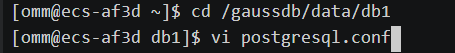 [omm@ecs-af3d ~]$ cd /gaussdb/data/db1
[omm@ecs-af3d db1]$ vi postgresql.conf